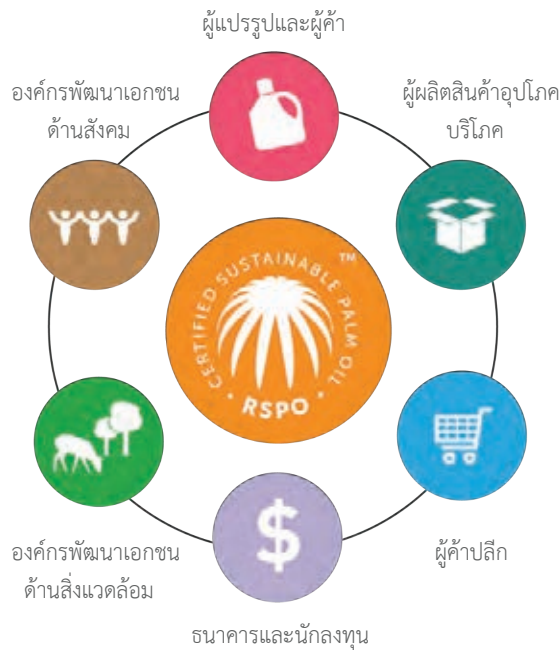 ผู้แปรรูปและผู้ค้า
องค์กรพัฒนาเอกชน
ด้านสังคม
ผู้ผลิตสินค้าอุปโภค
บริโภค
CERTIFIED SUSTAINABLE PALM OIL ™
· RSPO ·
$
องค์กรพัฒนาเอกชน
ด้านสิ่งแวดล้อม
ผู้ค้าปลีก
ธนาคารและนักลงทุน